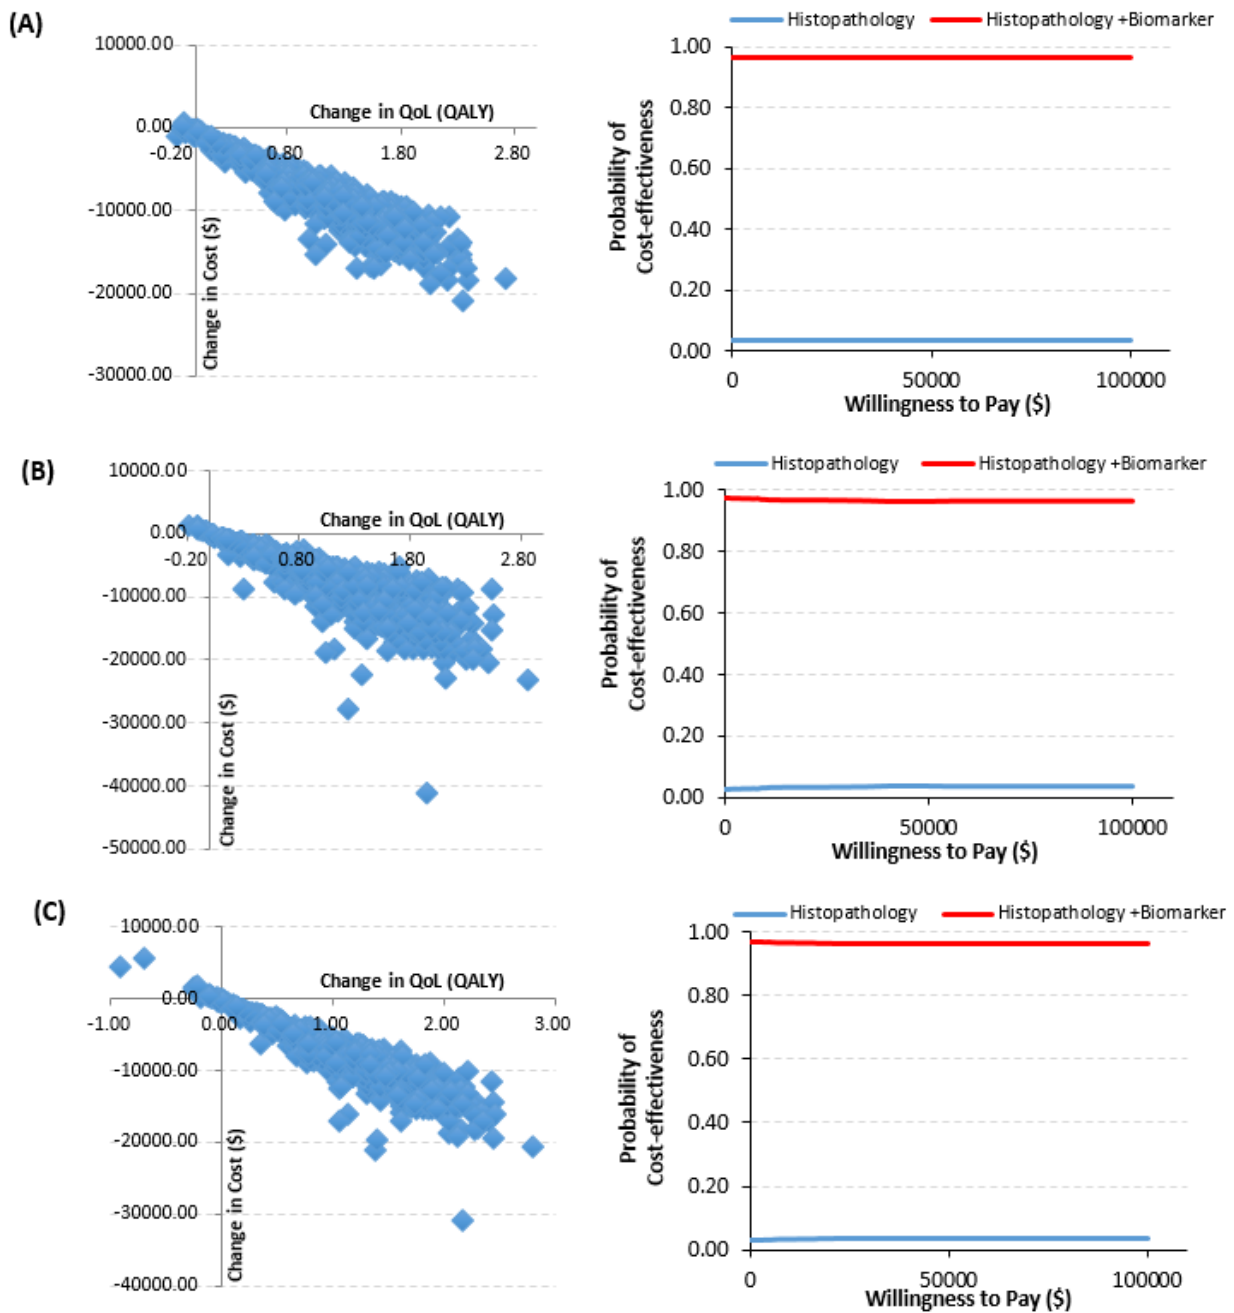 (A)
10000.00
Change in QoL (QALY)
0.00
-0.20 0.80 1.80 2.80
-10000.00
-20000.00
-30000.00
Change in Cost ($)
Histopathology Histopathology +Biomarker
1.00
0.80
0.60
0.40
0.20
0.00
Probability of
Cost-effectiveness
0 50000 100000
Willingness to Pay ($)
(B)
10000.00
Change in QoL (QALY)
0.00
-0.20 0.80 1.80 2.80
-10000.00
-20000.00
-30000.00
-40000.00
-50000.00
Change in Cost ($)
Histopathology Histopathology +Biomarker
1.00
0.80
0.60
0.40
0.20
0.00
Probability of
Cost-effectiveness
0 50000 100000
Willingness to Pay ($)
(C)
10000.00
Change in QoL (QALY)
0.00
-1.00 0.00 1.00 2.00 3.00
-10000.00
-20000.00
-30000.00
-40000.00
Change in Cost ($)
Histopathology Histopathology +Biomarker
1.00
0.80
0.60
0.40
0.20
0.00
Probability of
Cost-effectiveness
0 50000 100000
Willingness to Pay ($)